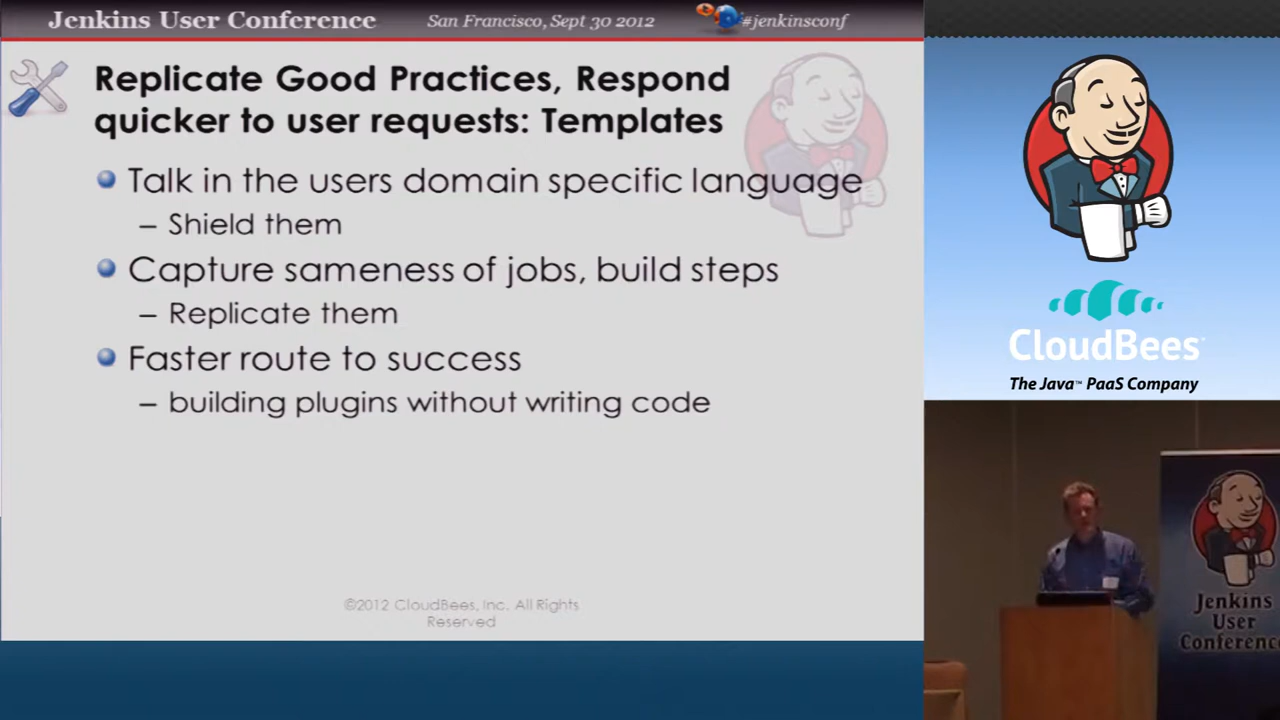 Jenkins User Conference San Francisco, Sept 30 2012 #jenkinsconf
Replicate Good Practices, Respond
quicker to user requests: Templates
Talk in the users domain specific language
– Shield them
Capture sameness of jobs, build steps
– Replicate them
Faster route to success
– building plugins without writing code
©2012 CloudBees, Inc. All Rights
Reserved
CloudBees
The Java™ PaaS Company
Jenkins
User
Conference